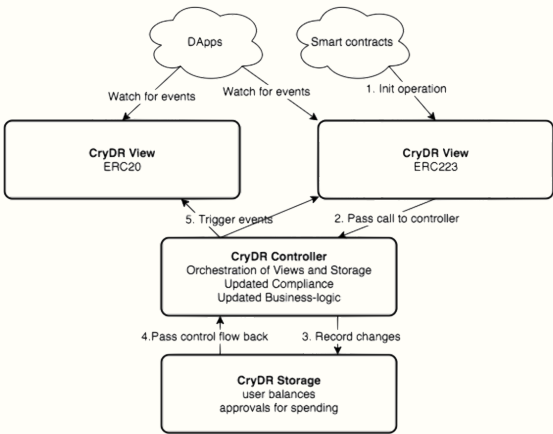 DApps
Smart contracts
Watch for events
Watch for events
1. Init operation
CryDR View
ERC20
CryDR View
ERC223
5. Trigger events
2. Pass call to controller
CryDR Controller
Orchestration of Views and Storage
Updated Compliance
Updated Business-logic
4.Pass control flow back
3. Record changes
CryDR Storage
user balances
approvals for spending